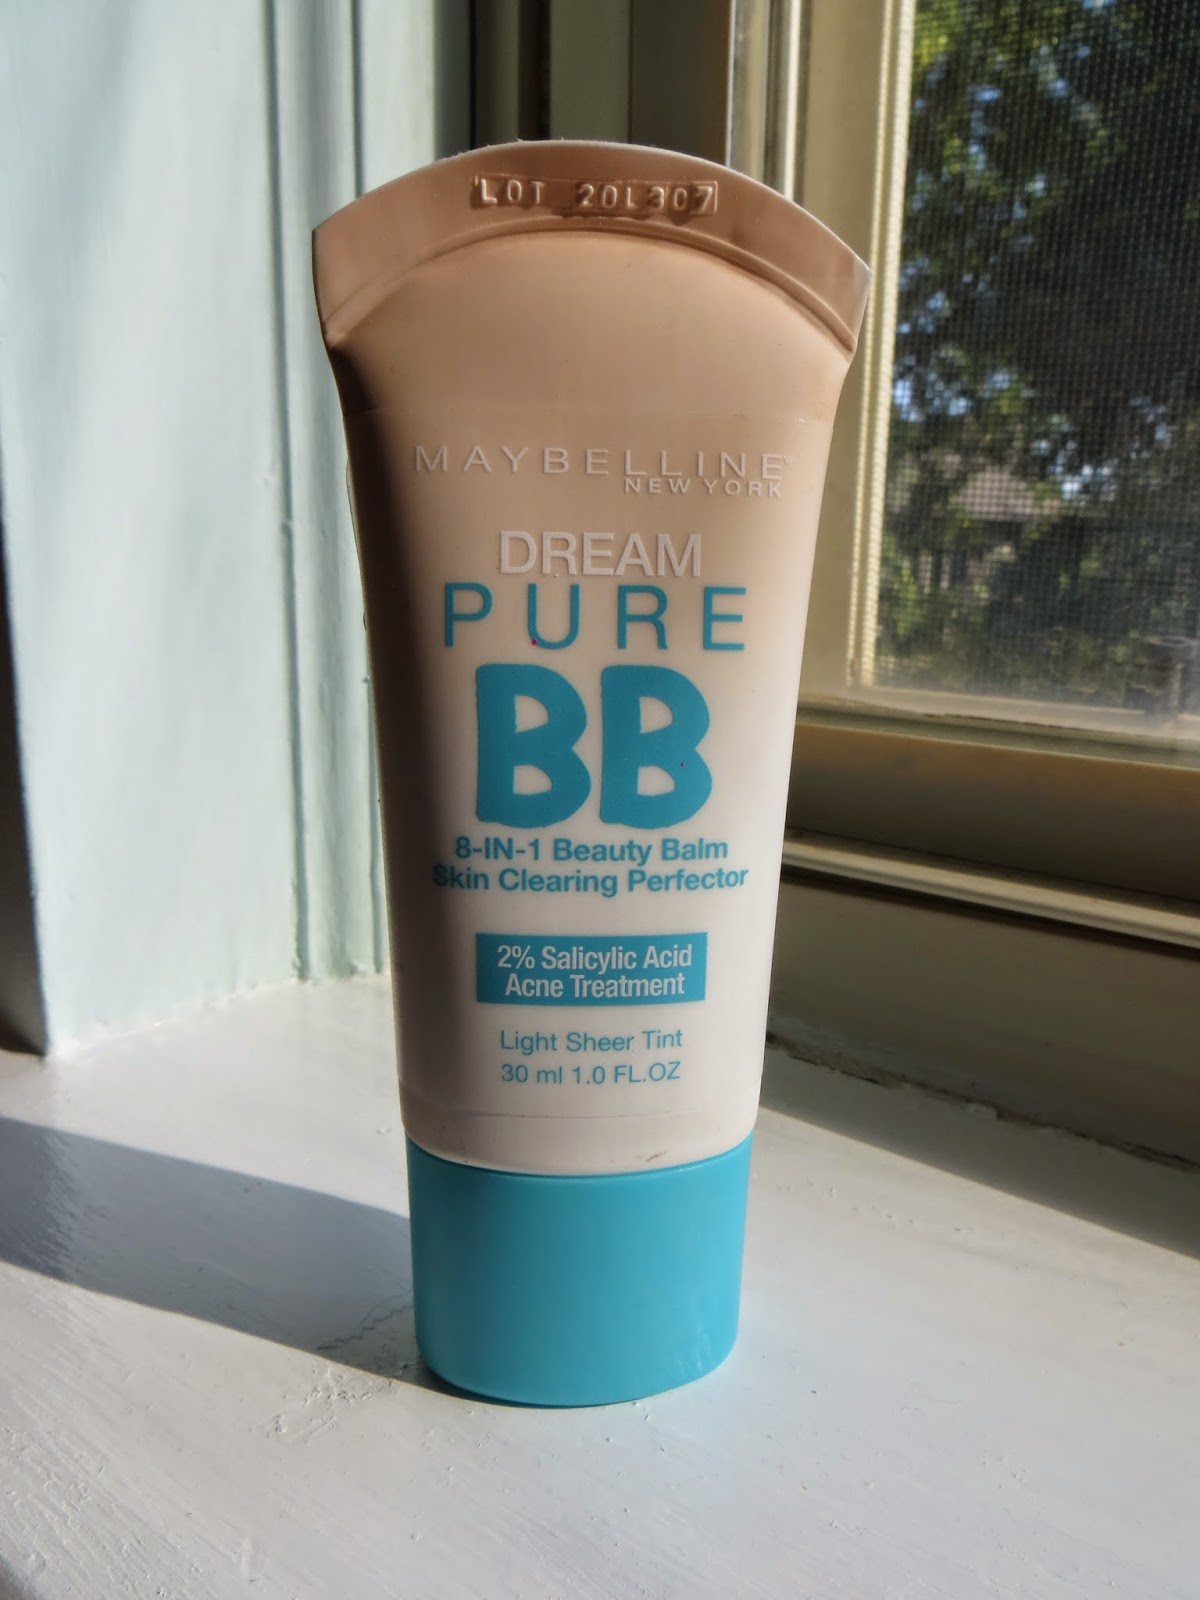 LOT 20L307
MAYBELLINE
NEW YORK
DREAM
PURE
BB
8-IN-1 Beauty Balm
Skin Clearing Perfector
2% Salicylic Acid
Acne Treatment
Light Sheer Tint
30 ml 1.0 FL.OZ